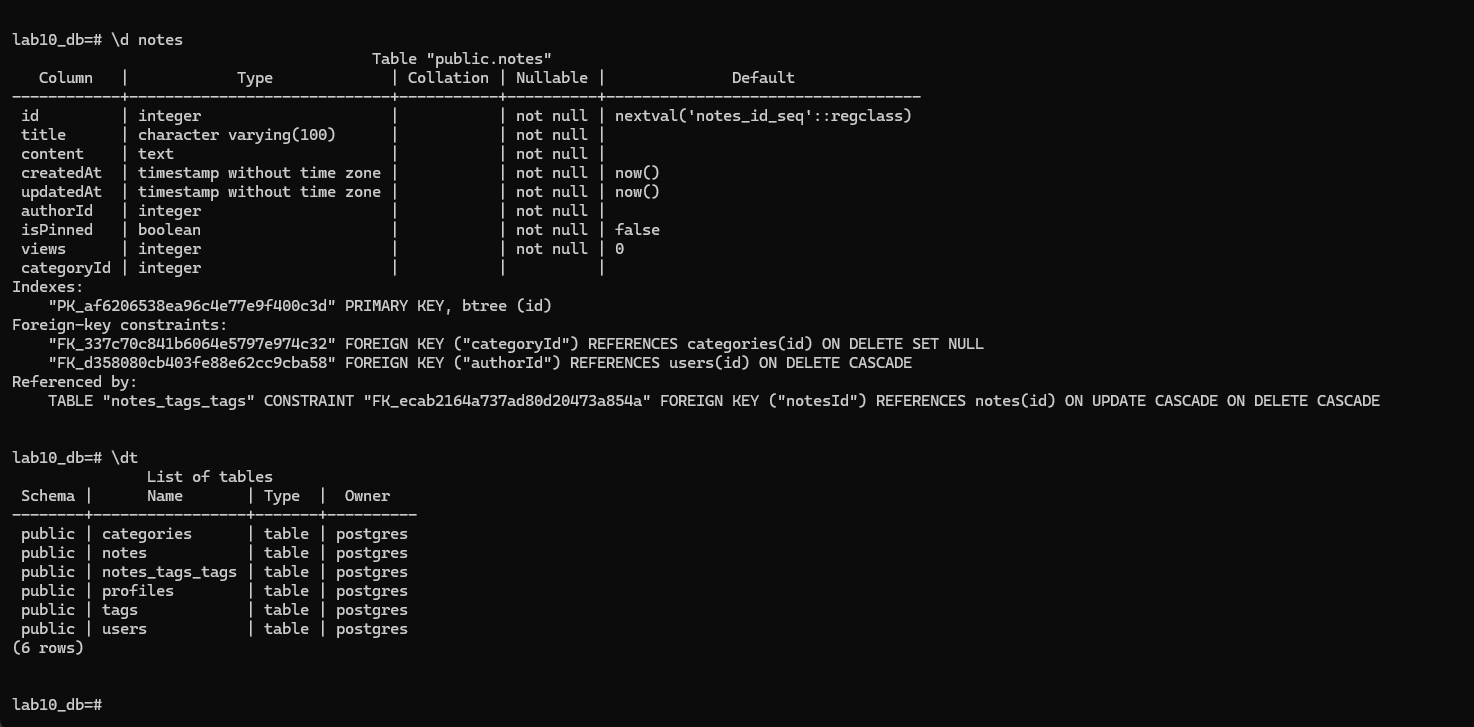 lab10_db=# \d notes
                                        Table "public.notes"
   Column   |            Type             | Collation | Nullable |              Default
------------+-----------------------------+-----------+----------+-----------------------------------
 id         | integer                     |           | not null | nextval('notes_id_seq'::regclass)
 title      | character varying(100)      |           | not null |
 content    | text                        |           | not null |
 createdAt  | timestamp without time zone |           | not null | now()
 updatedAt  | timestamp without time zone |           | not null | now()
 authorId   | integer                     |           | not null |
 isPinned   | boolean                     |           | not null | false
 views      | integer                     |           | not null | 0
 categoryId | integer                     |           |          |
Indexes:
    "PK_af6206538ea96c4e77e9f400c3d" PRIMARY KEY, btree (id)
Foreign-key constraints:
    "FK_337c70c841b6064e5797e974c32" FOREIGN KEY ("categoryId") REFERENCES categories(id) ON DELETE SET NULL
    "FK_d358080cb403fe88e62cc9cba58" FOREIGN KEY ("authorId") REFERENCES users(id) ON DELETE CASCADE
Referenced by:
    TABLE "notes_tags_tags" CONSTRAINT "FK_ecab2164a737ad80d20473a854a" FOREIGN KEY ("notesId") REFERENCES notes(id) ON UPDATE CASCADE ON DELETE CASCADE
lab10_db=# \dt
               List of tables
 Schema |      Name       | Type  |  Owner
--------+-----------------+-------+----------
 public | categories      | table | postgres
 public | notes           | table | postgres
 public | notes_tags_tags | table | postgres
 public | profiles        | table | postgres
 public | tags            | table | postgres
 public | users           | table | postgres
(6 rows)
lab10_db=#